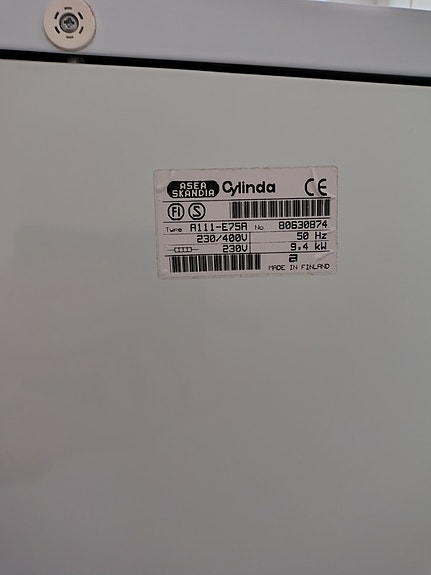 ASEA SKANDIA Cylinda CE
FI S
Type A111-E75A No 80630874
230/400V 50 Hz
230V 9.4 kW
a
MADE IN FINLAND